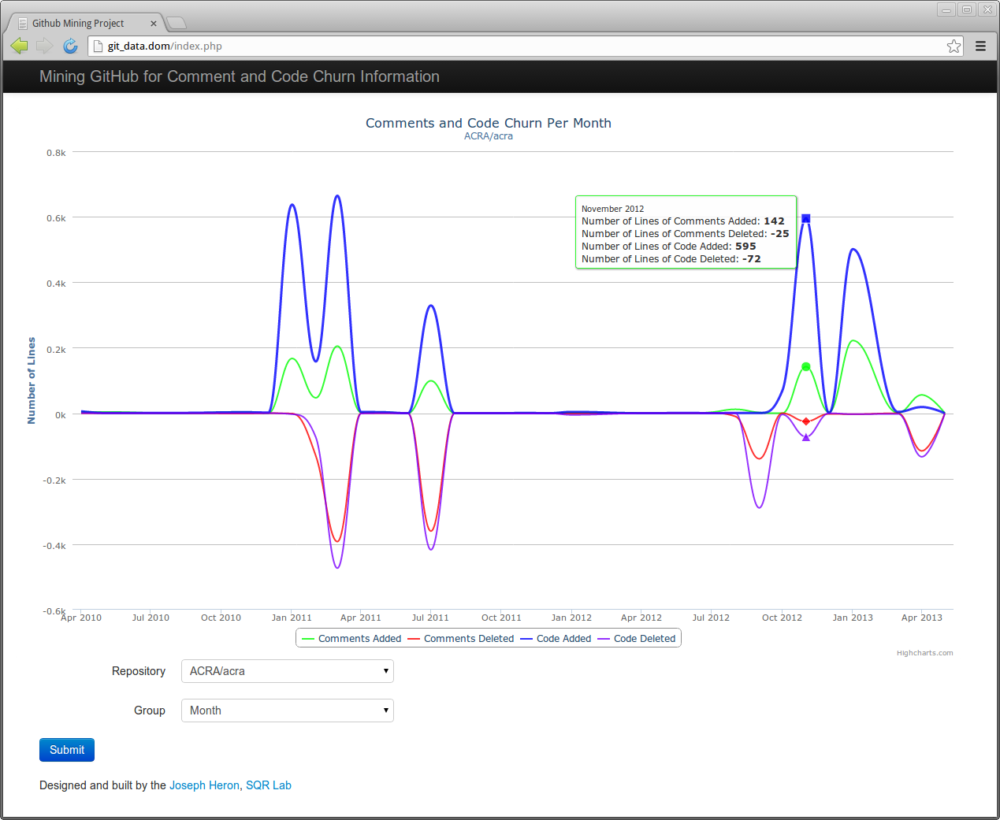 Github Mining Project
git_data.dom/index.php
Mining GitHub for Comment and Code Churn Information
Comments and Code Churn Per Month
ACRA/acra
Number of Lines
0.8k
0.6k
0.4k
0.2k
0k
-0.2k
-0.4k
-0.6k
November 2012
Number of Lines of Comments Added: 142
Number of Lines of Comments Deleted: -25
Number of Lines of Code Added: 595
Number of Lines of Code Deleted: -72
Apr 2010 Jul 2010 Oct 2010 Jan 2011 Apr 2011 Jul 2011 Oct 2011 Jan 2012 Apr 2012 Jul 2012 Oct 2012 Jan 2013 Apr 2013
Comments Added Comments Deleted Code Added Code Deleted
Highcharts.com
Repository ACRA/acra
Group Month
Submit
Designed and built by the Joseph Heron, SQR Lab